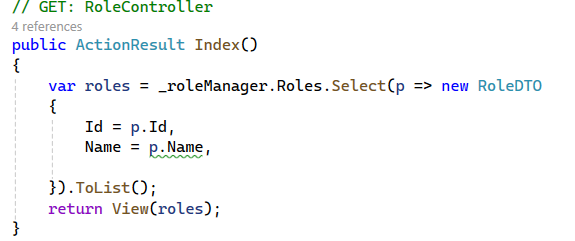 // GET: RoleController
4 references
public ActionResult Index()
{
    var roles = _roleManager.Roles.Select(p => new RoleDTO
    {
        Id = p.Id,
        Name = p.Name,

    }).ToList();
    return View(roles);
}